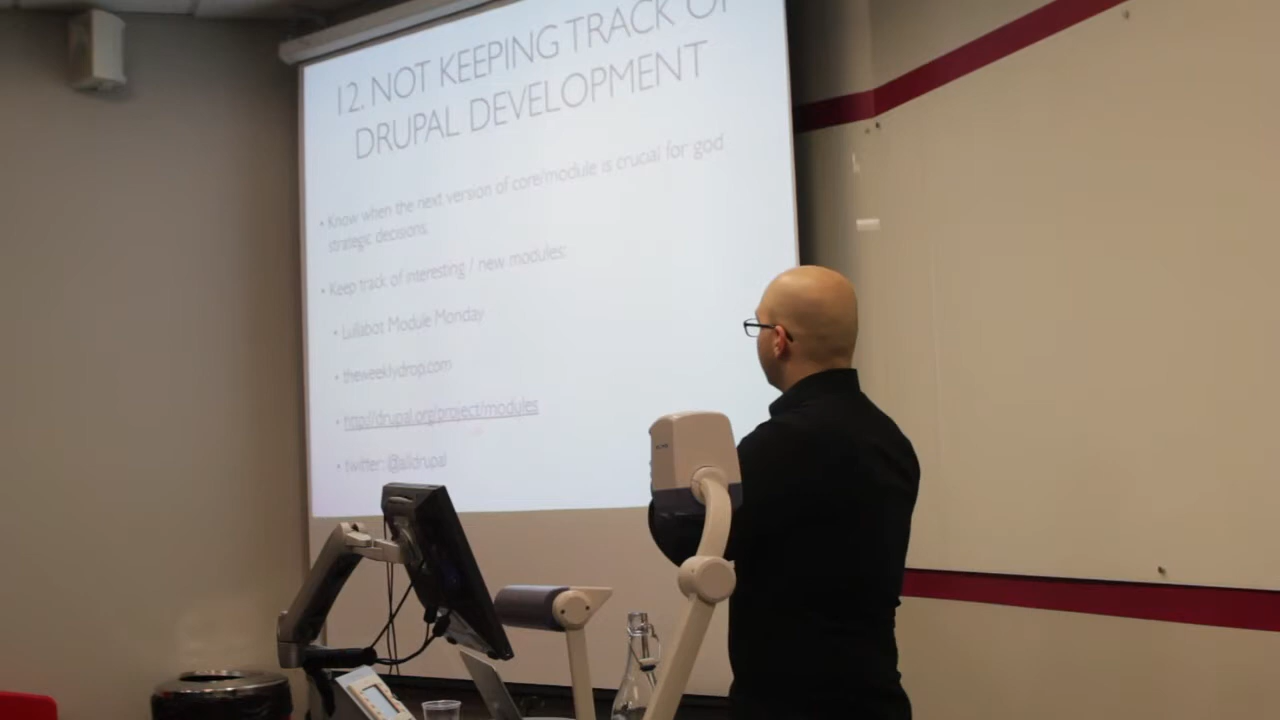 12. NOT KEEPING TRACK OF
DRUPAL DEVELOPMENT
• Know when the next version of core/module is crucial for god
strategic decisions;
• Keep track of interesting / new modules:
• Lullabot Module Monday
• theweeklydrop.com
• http://drupal.org/project/modules
• twitter: @alldrupal